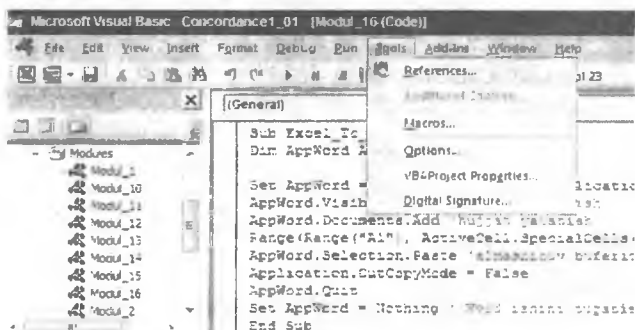 Microsoft Visual Basic Concordance1_01 [Modul_16 (Code)]
File Edit View Insert Format Debug Run Tools Add-Ins Window Help
References...
Macros...
Options...
VBAProject Properties...
Digital Signature...
(General)
Modules
Modul_1
Modul_10
Modul_11
Modul_12
Modul_13
Modul_14
Modul_15
Modul_16
Modul_2
Sub Excel_To_
Dim AppWord
Set AppWord =
AppWord.Visib
AppWord.Documents.Add
Range(Range("A1"), ActiveCell.SpecialCells(
AppWord.Selection.Paste
Application.CutCopyMode = False
AppWord.Quit
Set AppWord = Nothing
End Sub